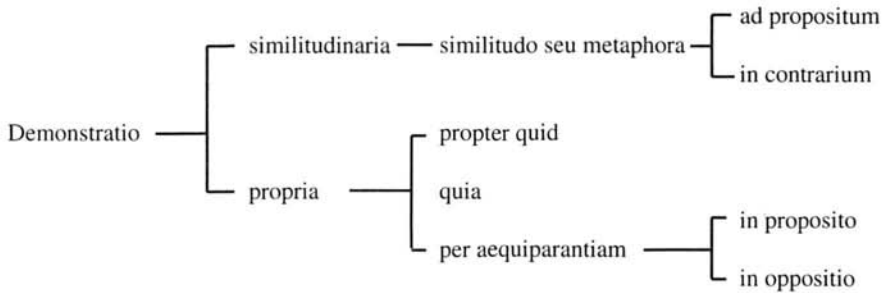 ad propositum
similitudinaria similitudo seu metaphora
in contrarium
Demonstratio propter quid
propria quia
in proposito
per aequiparantiam
in oppositio